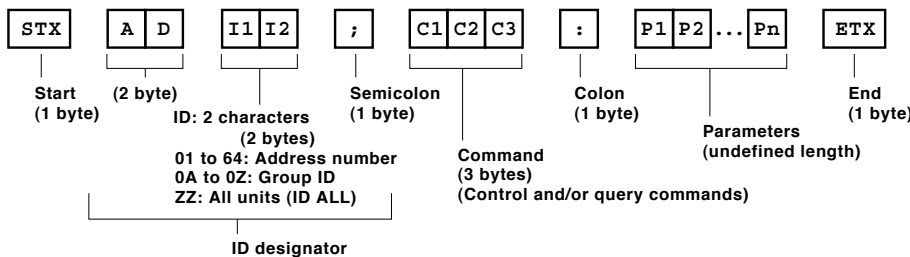 STX A D I1 I2 ; C1 C2 C3 : P1 P2 ... Pn ETX
Start (2 byte) Semicolon Colon End
(1 byte) (1 byte) (1 byte) (1 byte)
ID: 2 characters
(2 bytes) Parameters
01 to 64: Address number Command (undefined length)
0A to 0Z: Group ID (3 bytes)
ZZ: All units (ID ALL) (Control and/or query commands)
ID designator